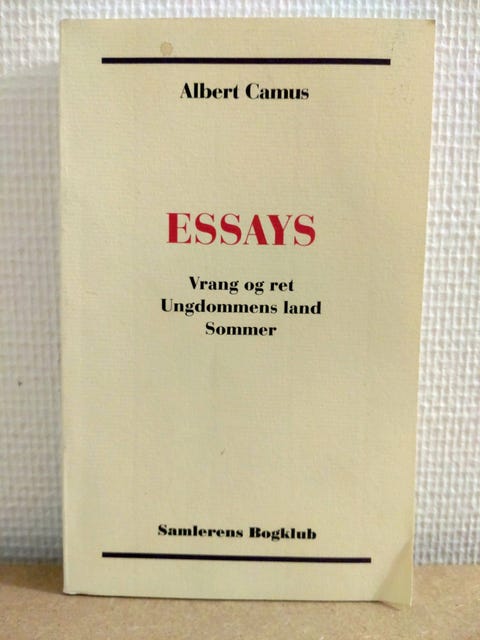 Albert Camus
ESSAYS
Vrang og ret
Ungdommens land
Sommer
Samlerens Bogklub